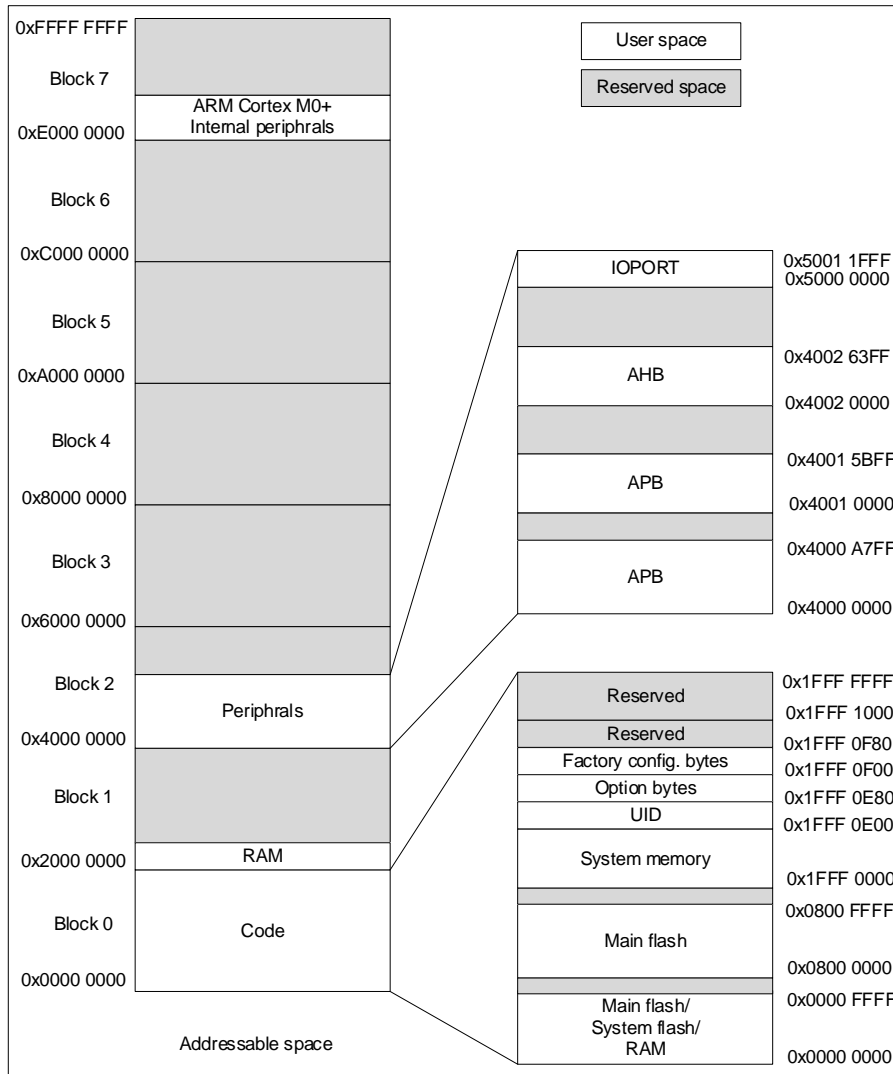 0xFFFF FFFF
Block 7
ARM Cortex M0+
Internal periphrals
0xE000 0000
Block 6
0xC000 0000
Block 5
0xA000 0000
Block 4
0x8000 0000
Block 3
0x6000 0000
Block 2
Periphrals
0x4000 0000
Block 1
RAM
0x2000 0000
Block 0
Code
0x0000 0000
Addressable space
User space
Reserved space
IOPORT
0x5001 1FFF
0x5000 0000
AHB
0x4002 63FF
0x4002 0000
APB
0x4001 5BFF
0x4001 0000
APB
0x4000 A7FF
0x4000 0000
Reserved
0x1FFF FFFF
0x1FFF 1000
Reserved
0x1FFF 0F80
Factory config. bytes
0x1FFF 0F00
Option bytes
0x1FFF 0E80
UID
0x1FFF 0E00
System memory
0x1FFF 0000
0x0800 FFFF
Main flash
0x0800 0000
0x0000 FFFF
Main flash/
System flash/
RAM
0x0000 0000